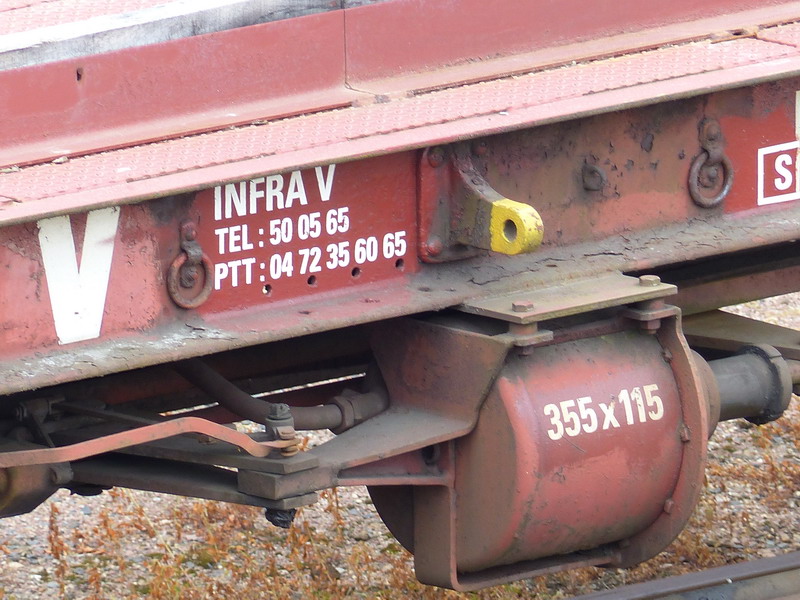 V
INFRA V
TEL : 50 05 65
PTT : 04 72 35 60 65
S
355x115